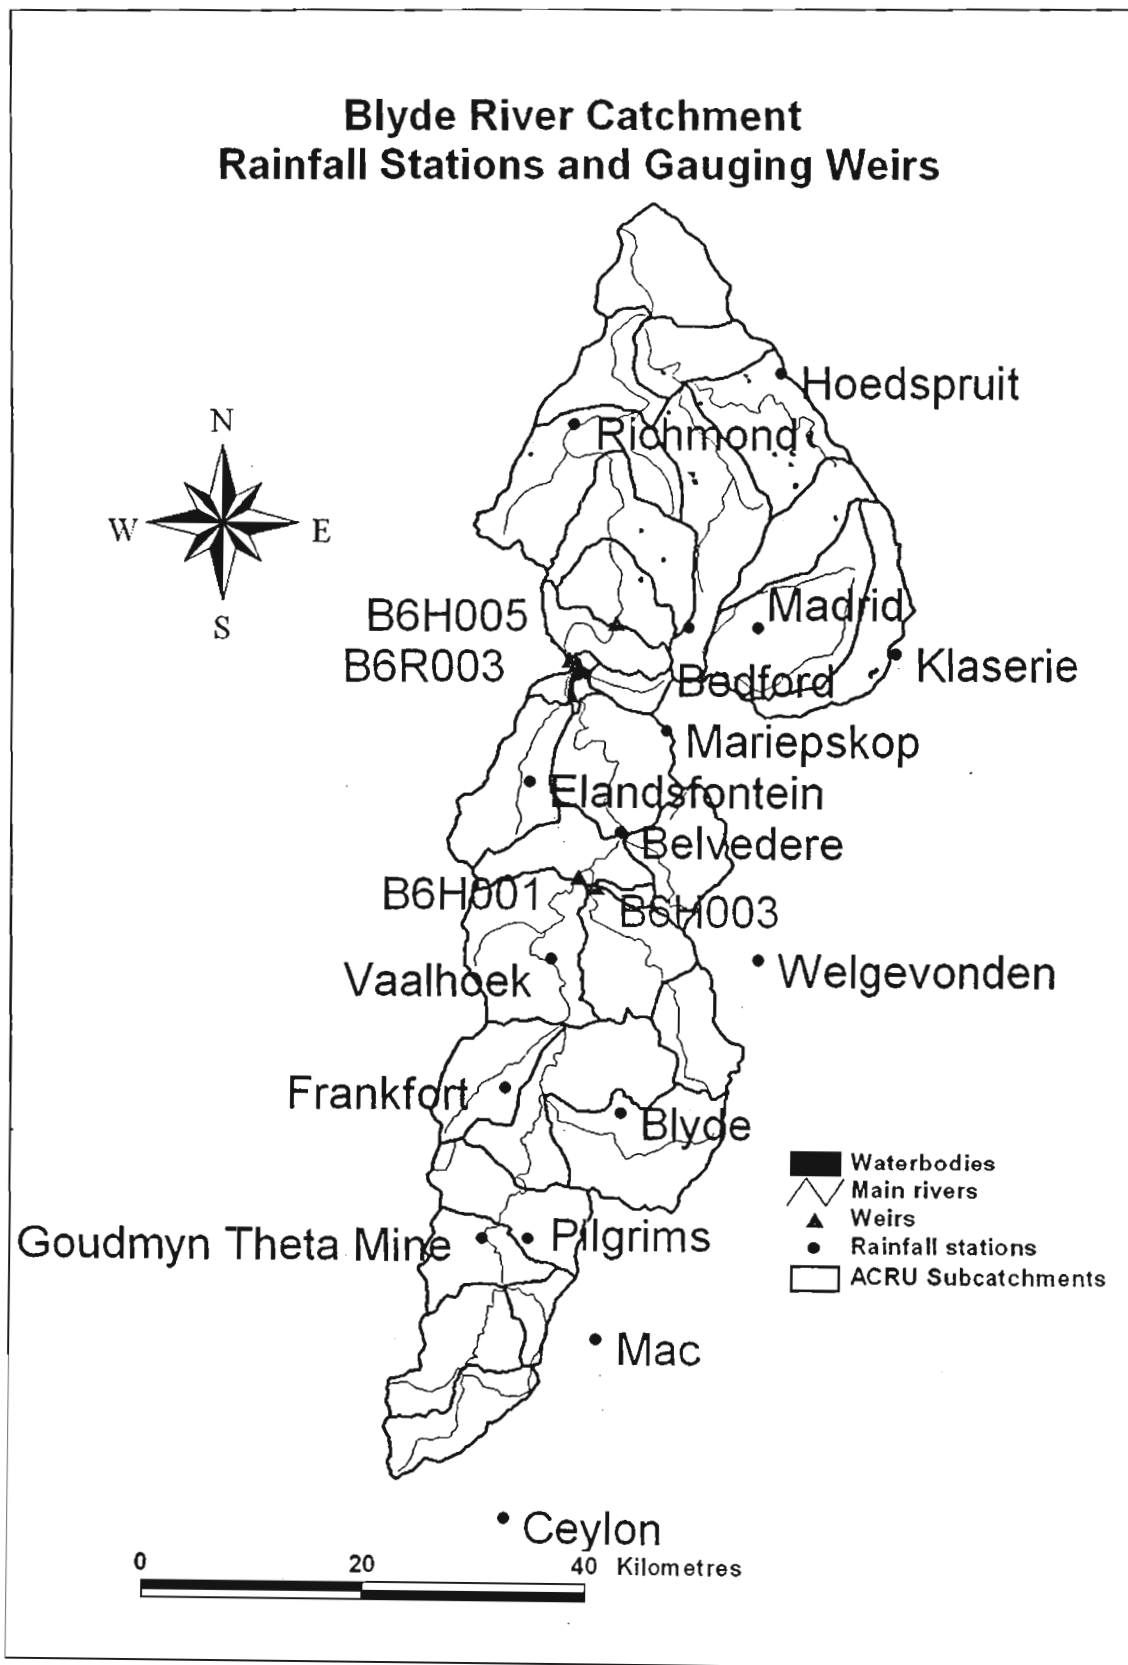 Blyde River Catchment
Rainfall Stations and Gauging Weirs
Hoedspruit
Richmond
N
W
E
S
B6H005
Madrid
B6R003
Klaserie
Bedford
Mariepskop
Elandsfontein
Belvedere
B6H001
B6H003
Vaalhoek
Welgevonden
Frankfort
Blyde
Waterbodies
Main rivers
Weirs
Rainfall stations
ACRU Subcatchments
Goudmyn Theta Mine
Pilgrims
Mac
Ceylon
0 20 40 Kilometres